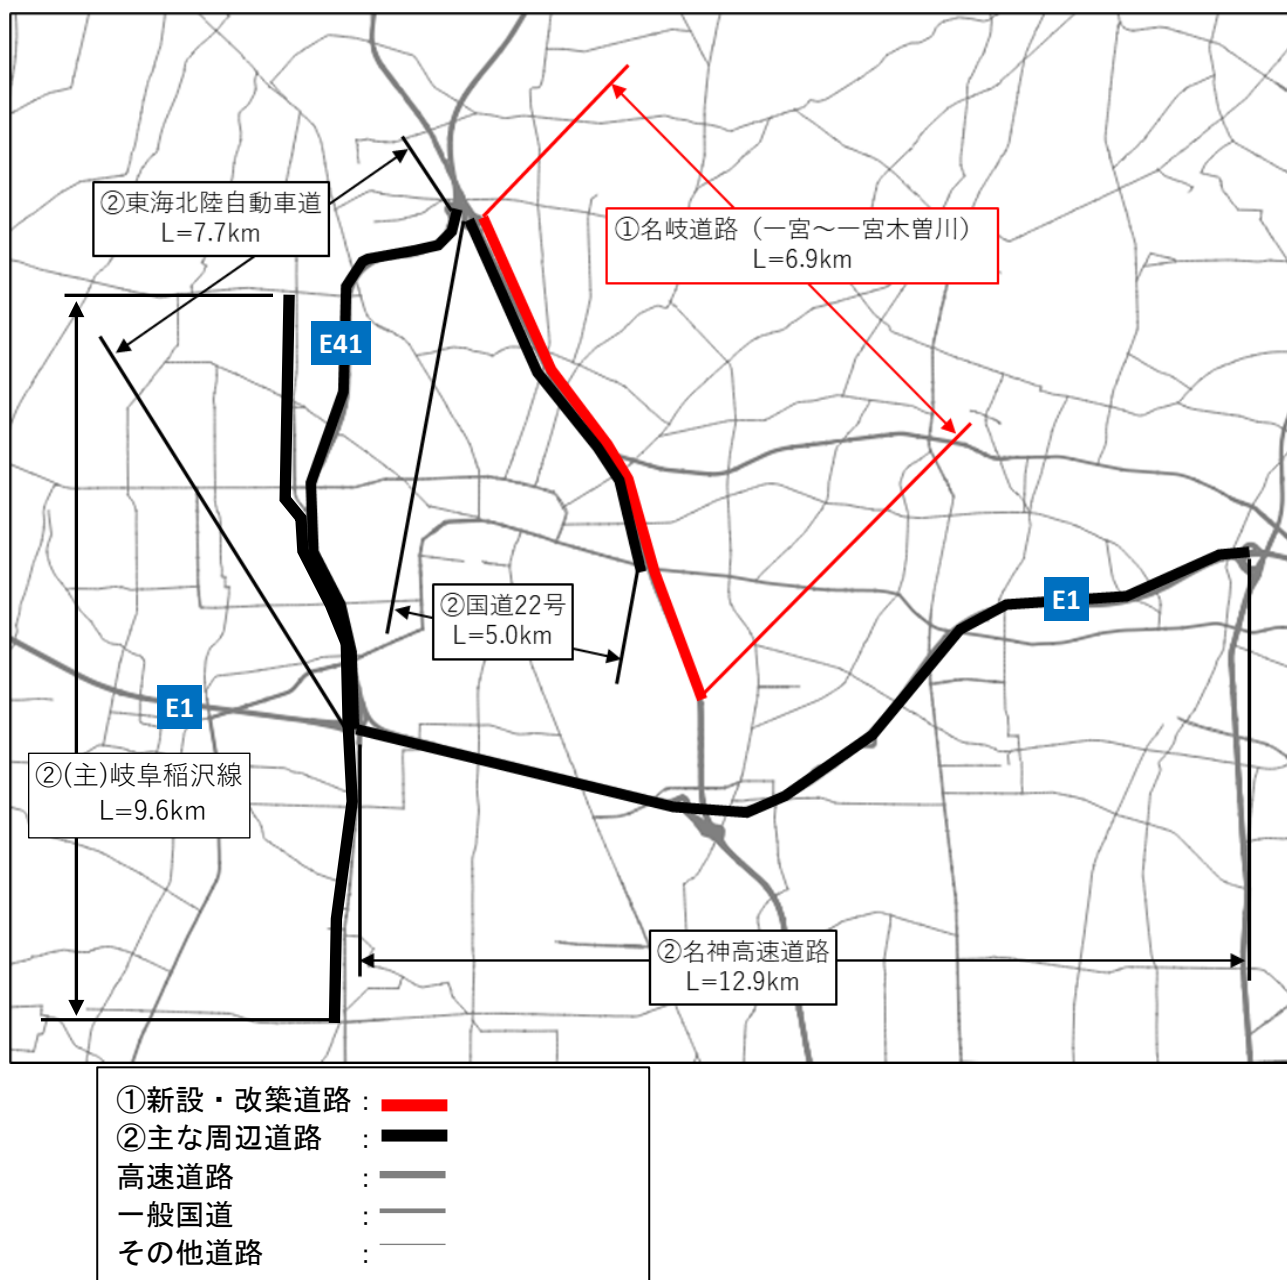 ②東海北陸自動車道
L=7.7km
①名岐道路（一宮～一宮木曽川）
L=6.9km
E41
②国道22号
L=5.0km
E1
E1
②(主)岐阜稲沢線
L=9.6km
②名神高速道路
L=12.9km
①新設・改築道路：
②主な周辺道路：
高速道路：
一般国道：
その他道路：